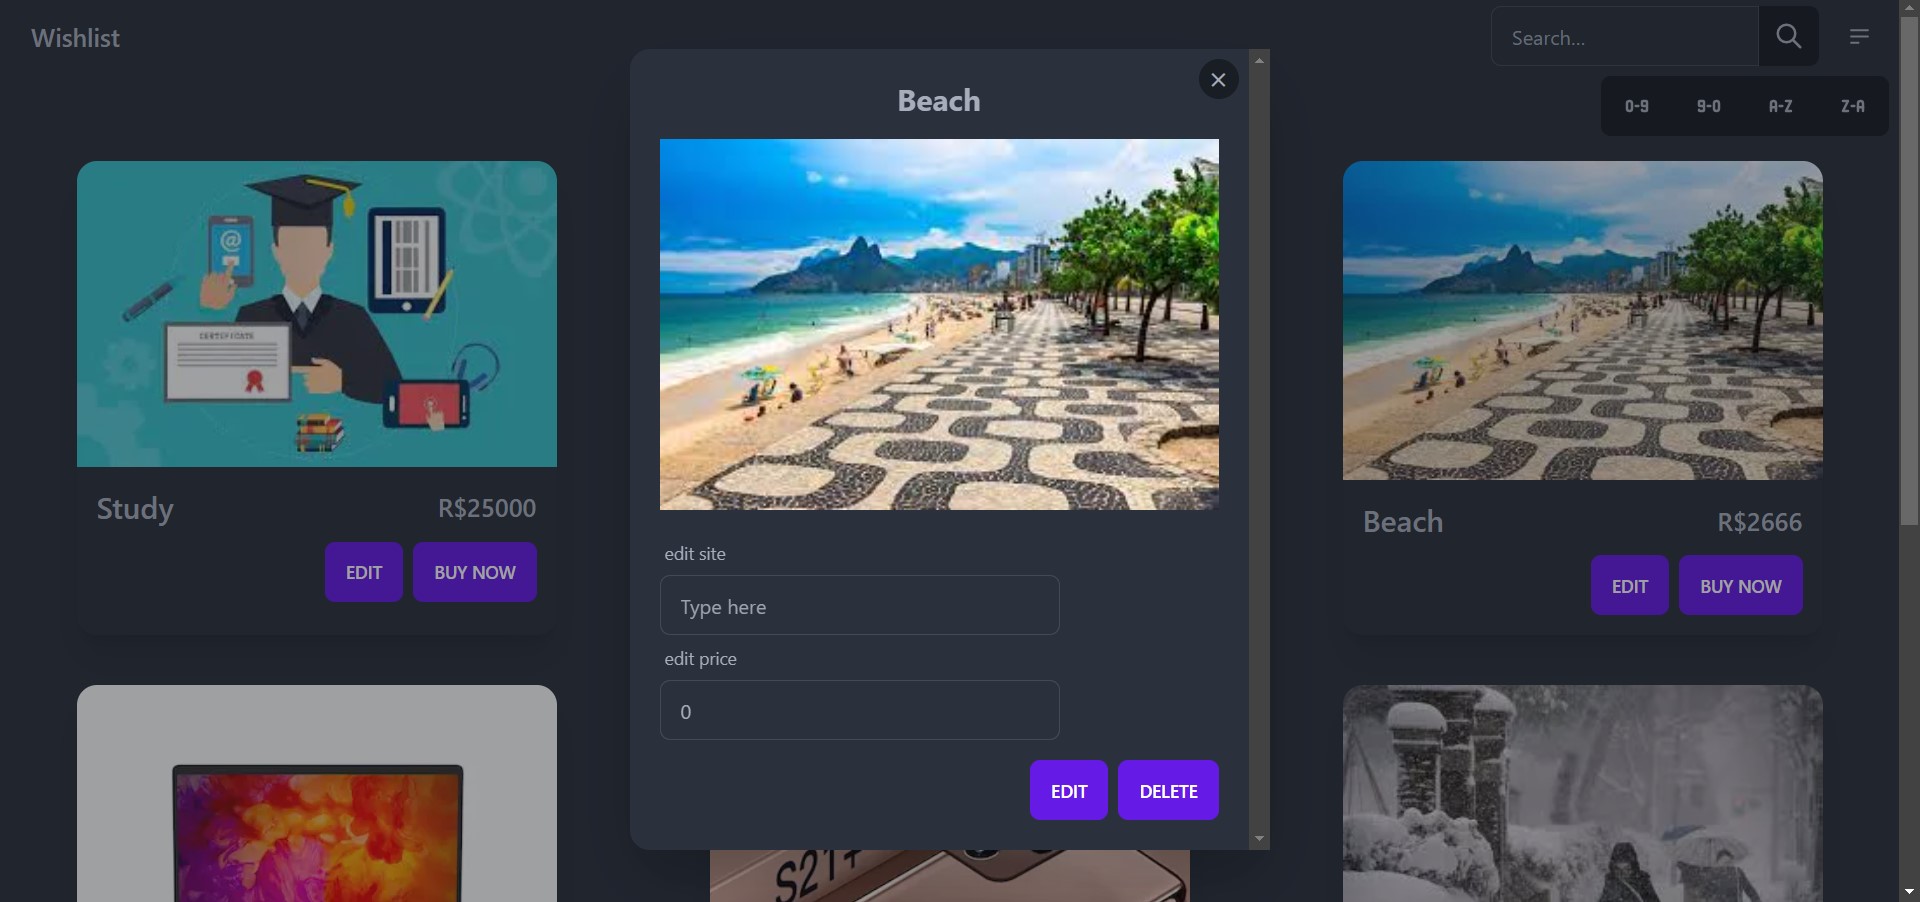 Wishlist
Search...
0-9 9-0 A-Z Z-A
Beach
CERTIFICATE
@
Study
R$25000
EDIT
BUY NOW
edit site
Type here
edit price
0
EDIT
DELETE
Beach
R$2666
EDIT
BUY NOW
S21+